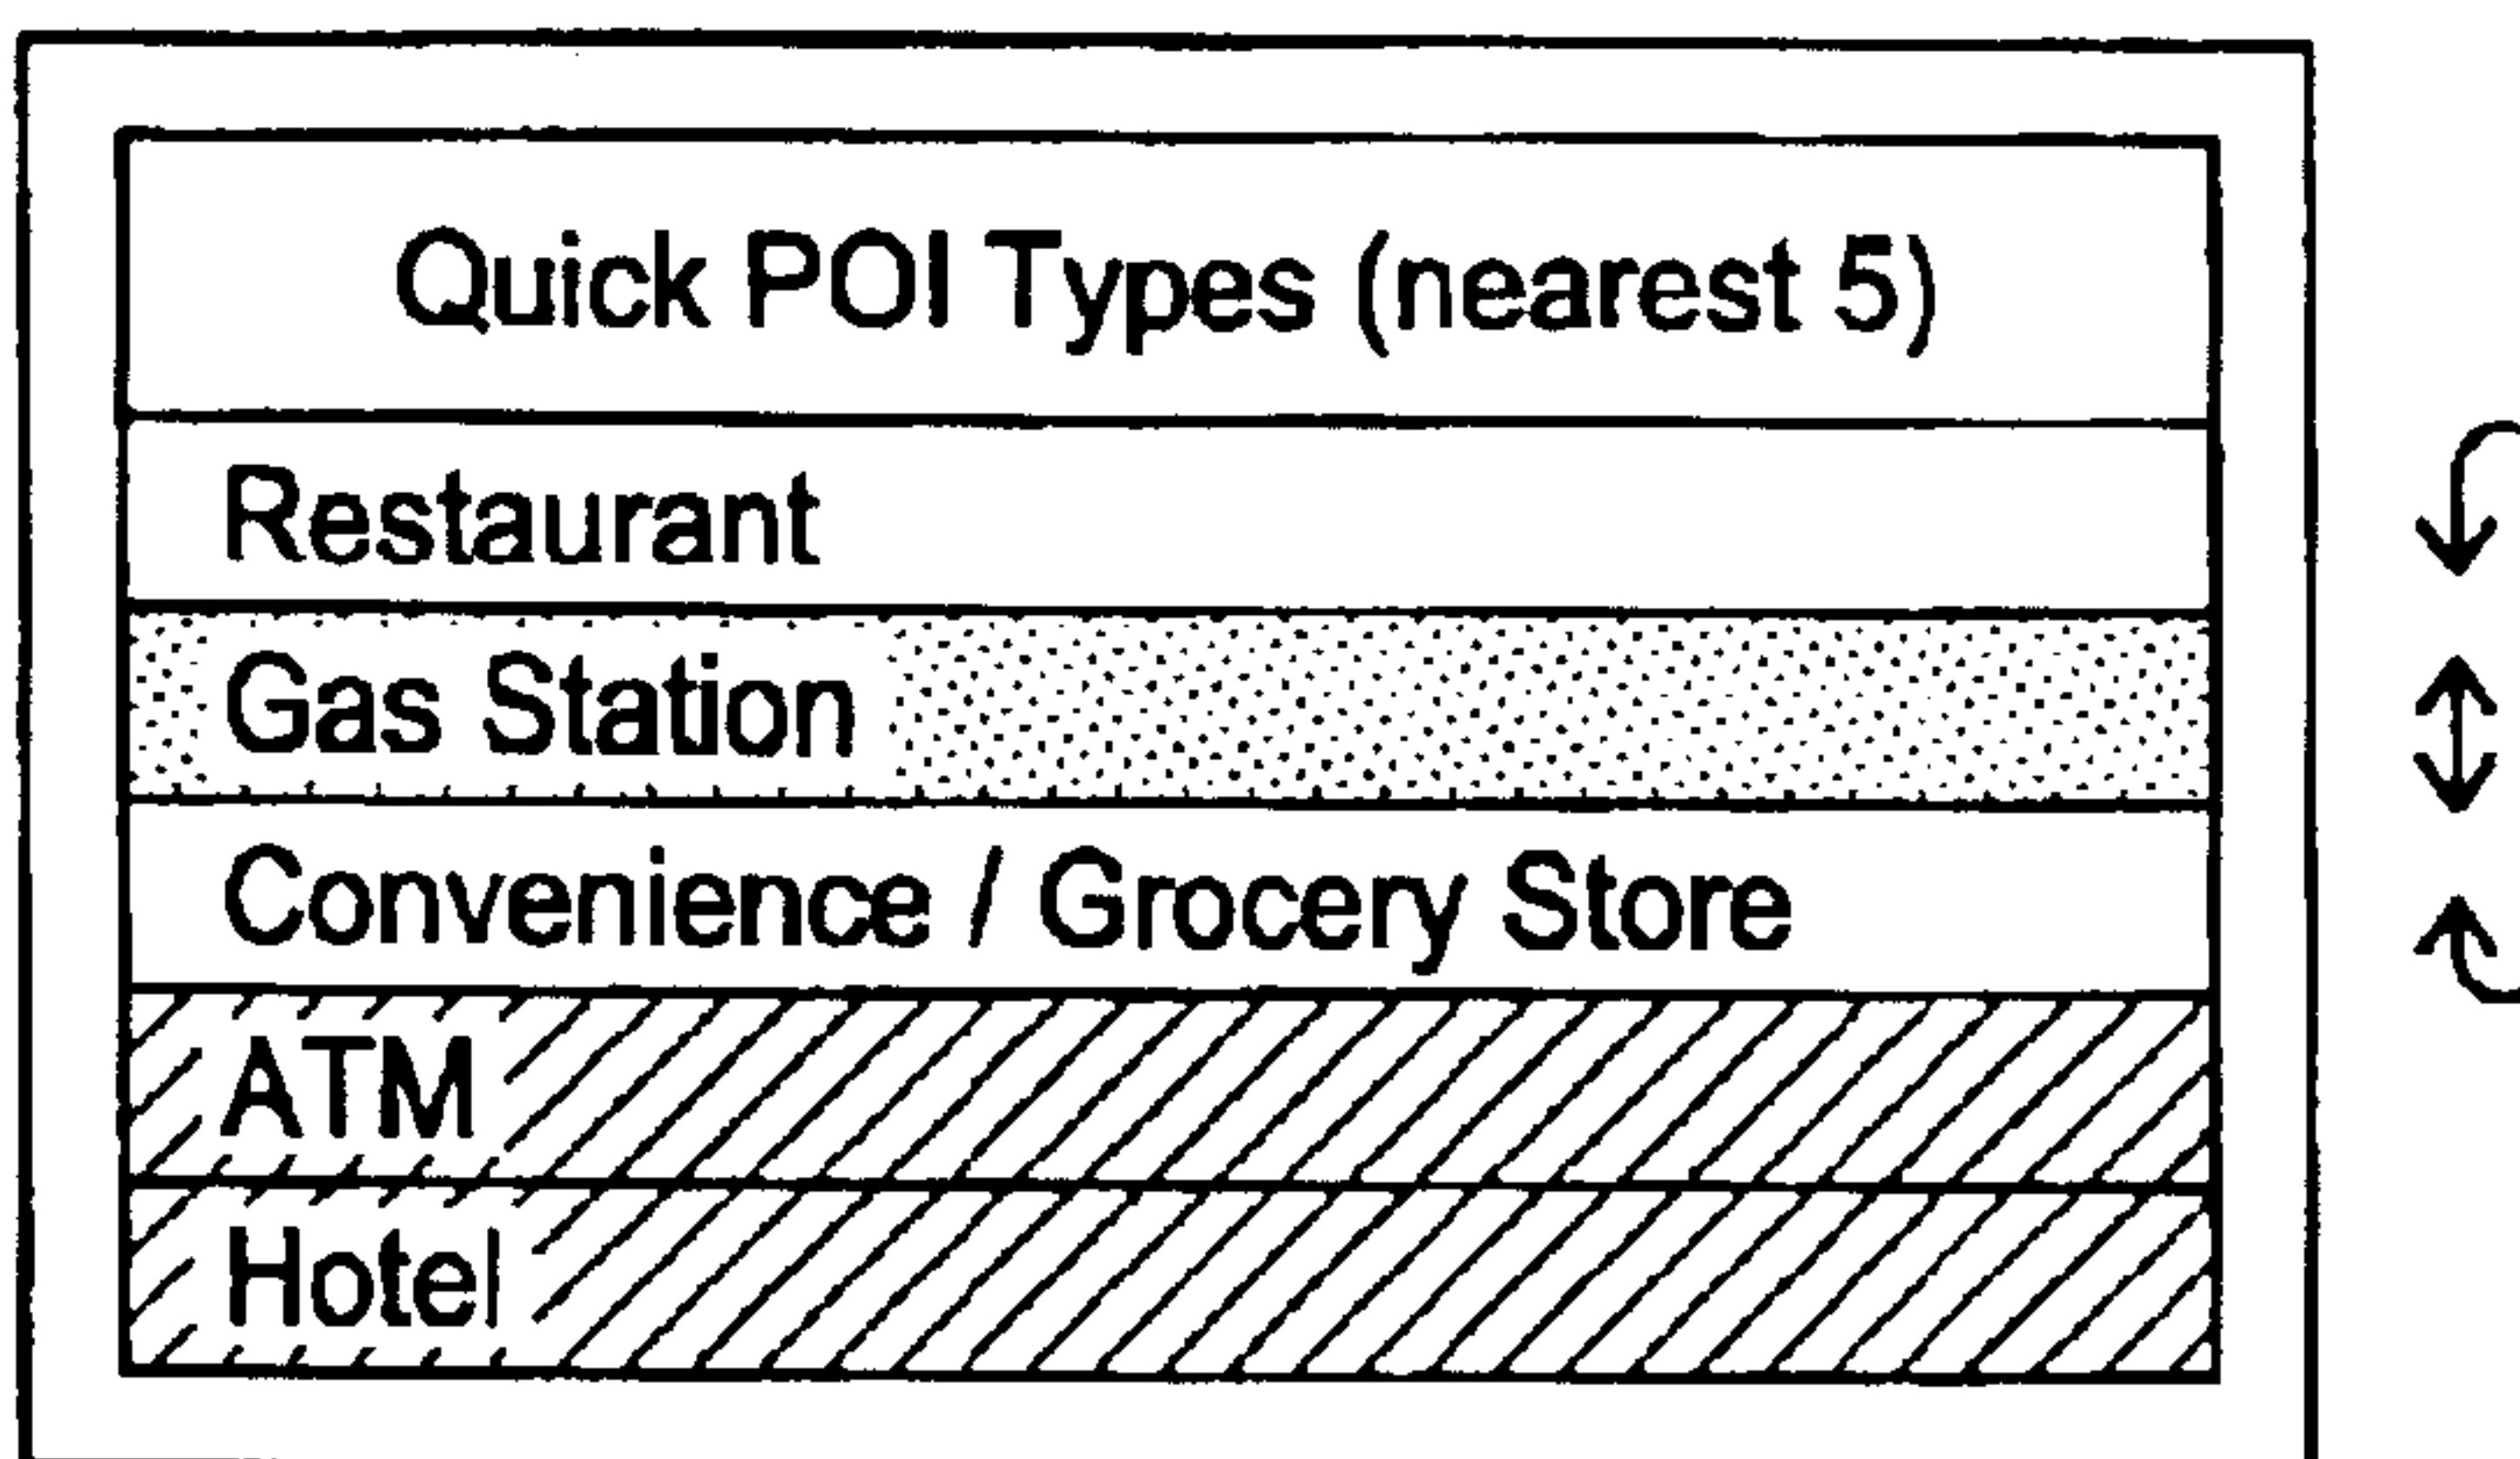 Quick POI Types (nearest 5)
Restaurant
Gas Station
Convenience / Grocery Store
ATM
Hotel